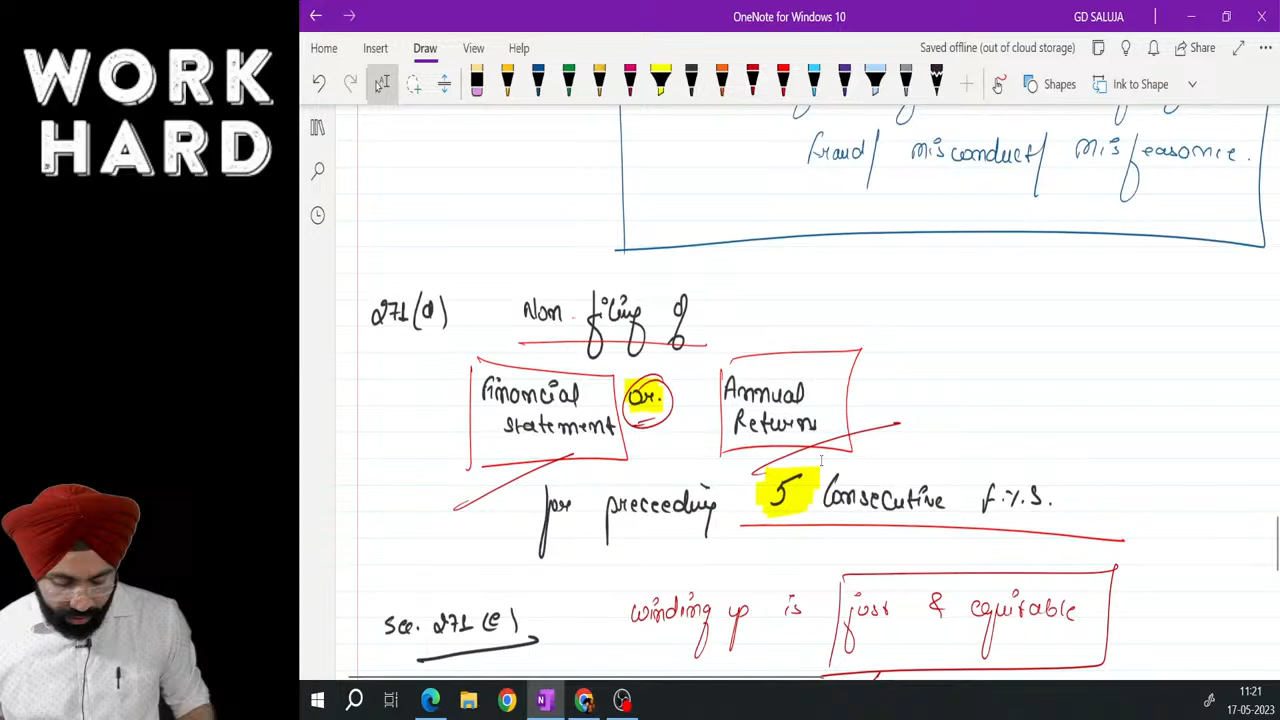 WORK
HARD
OneNote for Windows 10
GD SALUJA
Home Insert Draw View Help
Saved offline (out of cloud storage)
Share
Shapes
Ink to Shape
fraud/ misconduct/ misfeasance.
271(d) Non-filing of
Financial statement or. Annual Return
for preceeding 5 Consecutive F.Y.S.
Sec. 271(e) winding up is just & equitable
11:21
17-05-2023